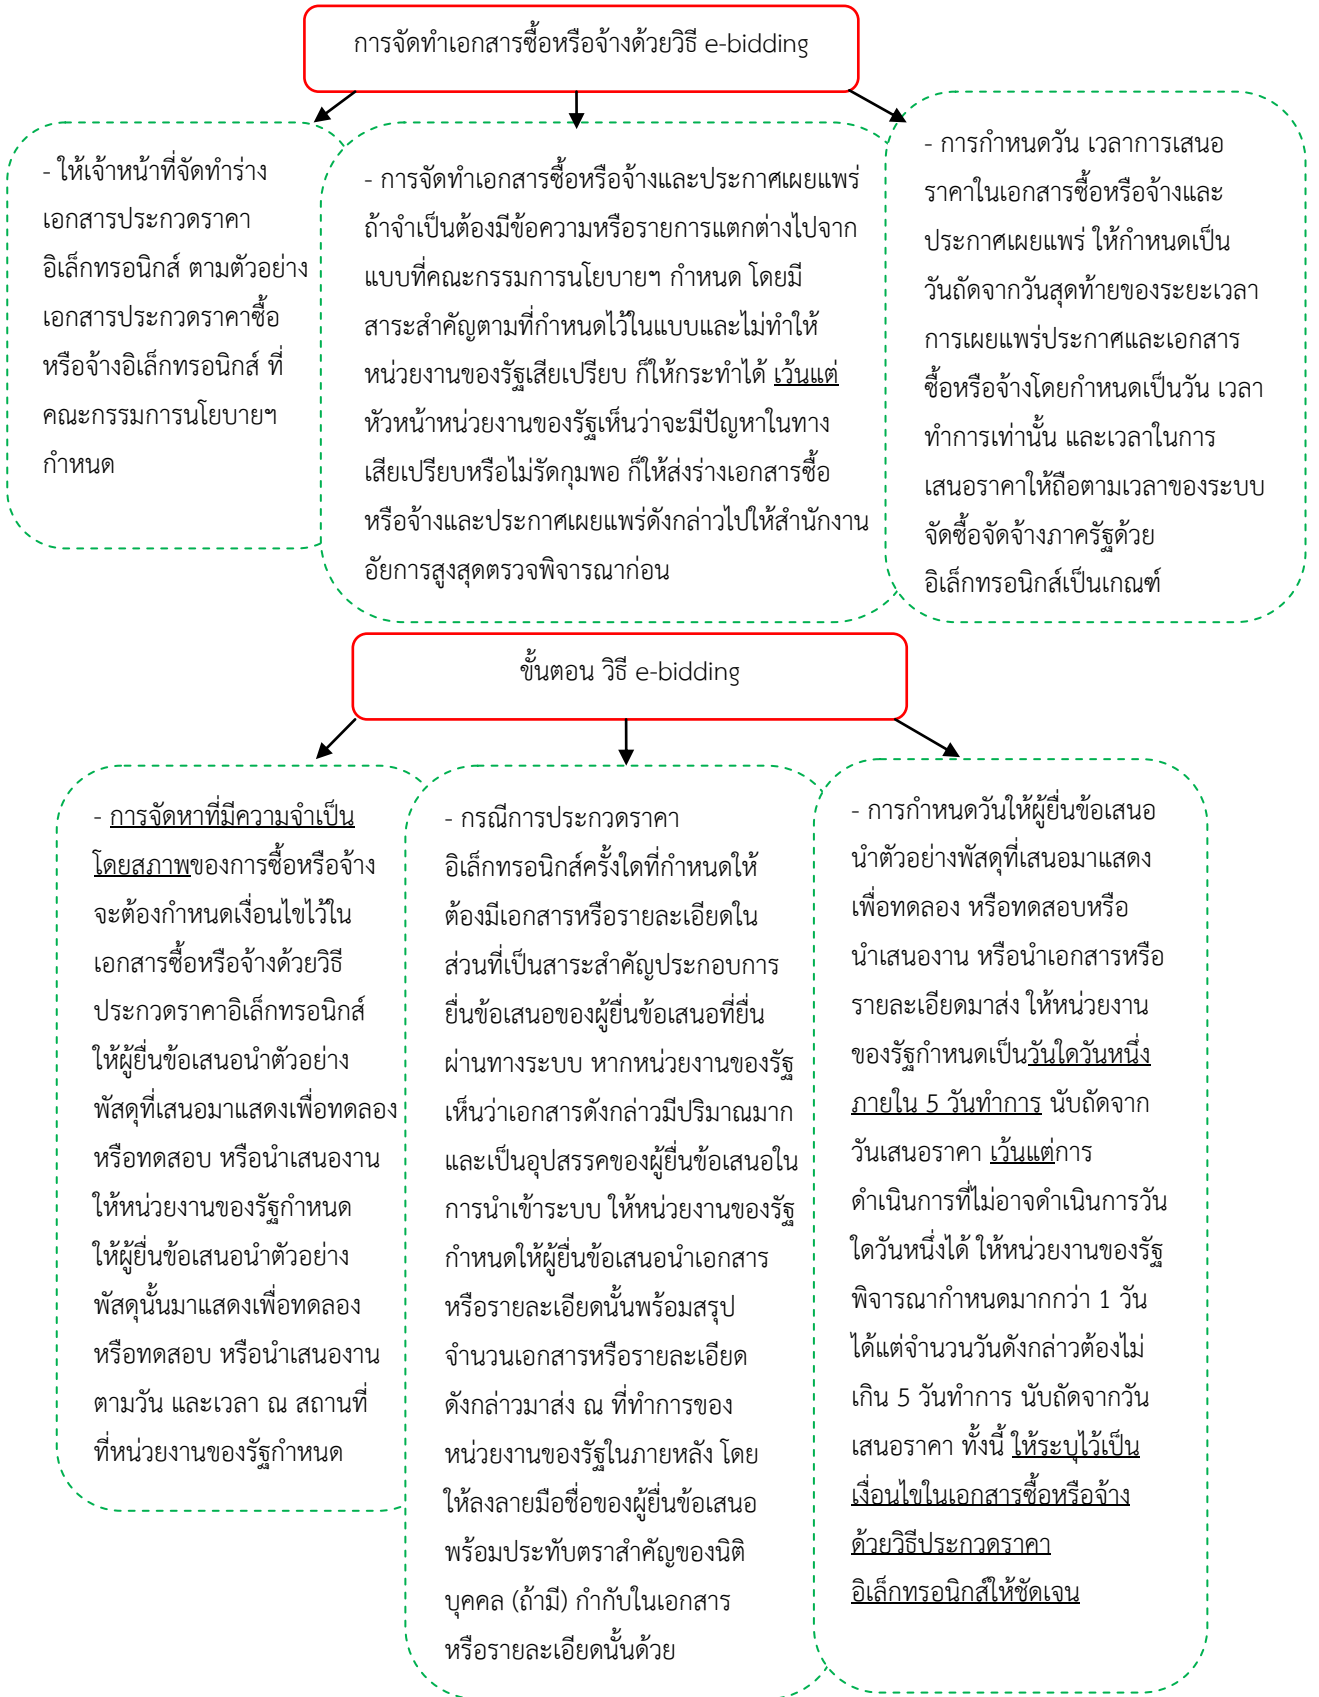 การจัดทำเอกสารซื้อหรือจ้างด้วยวิธี e-bidding
- ให้เจ้าหน้าที่จัดทำร่าง
เอกสารประกวดราคา
อิเล็กทรอนิกส์ ตามตัวอย่าง
เอกสารประกวดราคาซื้อ
หรือจ้างอิเล็กทรอนิกส์ ที่
คณะกรรมการนโยบายฯ
กำหนด
- การจัดทำเอกสารซื้อหรือจ้างและประกาศเผยแพร่
ถ้าจำเป็นต้องมีข้อความหรือรายการแตกต่างไปจาก
แบบที่คณะกรรมการนโยบายฯ กำหนด โดยมี
สาระสำคัญตามที่กำหนดไว้ในแบบและไม่ทำให้
หน่วยงานของรัฐเสียเปรียบ ก็ให้กระทำได้ เว้นแต่
หัวหน้าหน่วยงานของรัฐเห็นว่าจะมีปัญหาในทาง
เสียเปรียบหรือไม่รัดกุมพอ ก็ให้ส่งร่างเอกสารซื้อ
หรือจ้างและประกาศเผยแพร่ดังกล่าวไปให้สำนักงาน
อัยการสูงสุดตรวจพิจารณาก่อน
- การกำหนดวัน เวลาการเสนอ
ราคาในเอกสารซื้อหรือจ้างและ
ประกาศเผยแพร่ ให้กำหนดเป็น
วันถัดจากวันสุดท้ายของระยะเวลา
การเผยแพร่ประกาศและเอกสาร
ซื้อหรือจ้างโดยกำหนดเป็นวัน เวลา
ทำการเท่านั้น และเวลาในการ
เสนอราคาให้ถือตามเวลาของระบบ
จัดซื้อจัดจ้างภาครัฐด้วย
อิเล็กทรอนิกส์เป็นเกณฑ์
ขั้นตอน วิธี e-bidding
- การจัดหาที่มีความจำเป็น
โดยสภาพของการซื้อหรือจ้าง
จะต้องกำหนดเงื่อนไขไว้ใน
เอกสารซื้อหรือจ้างด้วยวิธี
ประกวดราคาอิเล็กทรอนิกส์
ให้ผู้ยื่นข้อเสนอนำตัวอย่าง
พัสดุที่เสนอมาแสดงเพื่อทดลอง
หรือทดสอบ หรือนำเสนองาน
ให้หน่วยงานของรัฐกำหนด
ให้ผู้ยื่นข้อเสนอนำตัวอย่าง
พัสดุนั้นมาแสดงเพื่อทดลอง
หรือทดสอบ หรือนำเสนองาน
ตามวัน และเวลา ณ สถานที่
ที่หน่วยงานของรัฐกำหนด
- กรณีการประกวดราคา
อิเล็กทรอนิกส์ครั้งใดที่กำหนดให้
ต้องมีเอกสารหรือรายละเอียดใน
ส่วนที่เป็นสาระสำคัญประกอบการ
ยื่นข้อเสนอของผู้ยื่นข้อเสนอที่ยื่น
ผ่านทางระบบ หากหน่วยงานของรัฐ
เห็นว่าเอกสารดังกล่าวมีปริมาณมาก
และเป็นอุปสรรคของผู้ยื่นข้อเสนอใน
การนำเข้าระบบ ให้หน่วยงานของรัฐ
กำหนดให้ผู้ยื่นข้อเสนอนำเอกสาร
หรือรายละเอียดนั้นพร้อมสรุป
จำนวนเอกสารหรือรายละเอียด
ดังกล่าวมาส่ง ณ ที่ทำการของ
หน่วยงานของรัฐในภายหลัง โดย
ให้ลงลายมือชื่อของผู้ยื่นข้อเสนอ
พร้อมประทับตราสำคัญของนิติ
บุคคล (ถ้ามี) กำกับในเอกสาร
หรือรายละเอียดนั้นด้วย
- การกำหนดวันให้ผู้ยื่นข้อเสนอ
นำตัวอย่างพัสดุที่เสนอมาแสดง
เพื่อทดลอง หรือทดสอบหรือ
นำเสนองาน หรือนำเอกสารหรือ
รายละเอียดมาส่ง ให้หน่วยงาน
ของรัฐกำหนดเป็นวันใดวันหนึ่ง
ภายใน 5 วันทำการ นับถัดจาก
วันเสนอราคา เว้นแต่การ
ดำเนินการที่ไม่อาจดำเนินการวัน
ใดวันหนึ่งได้ ให้หน่วยงานของรัฐ
พิจารณากำหนดมากกว่า 1 วัน
ได้แต่จำนวนวันดังกล่าวต้องไม่
เกิน 5 วันทำการ นับถัดจากวัน
เสนอราคา ทั้งนี้ ให้ระบุไว้เป็น
เงื่อนไขในเอกสารซื้อหรือจ้าง
ด้วยวิธีประกวดราคา
อิเล็กทรอนิกส์ให้ชัดเจน